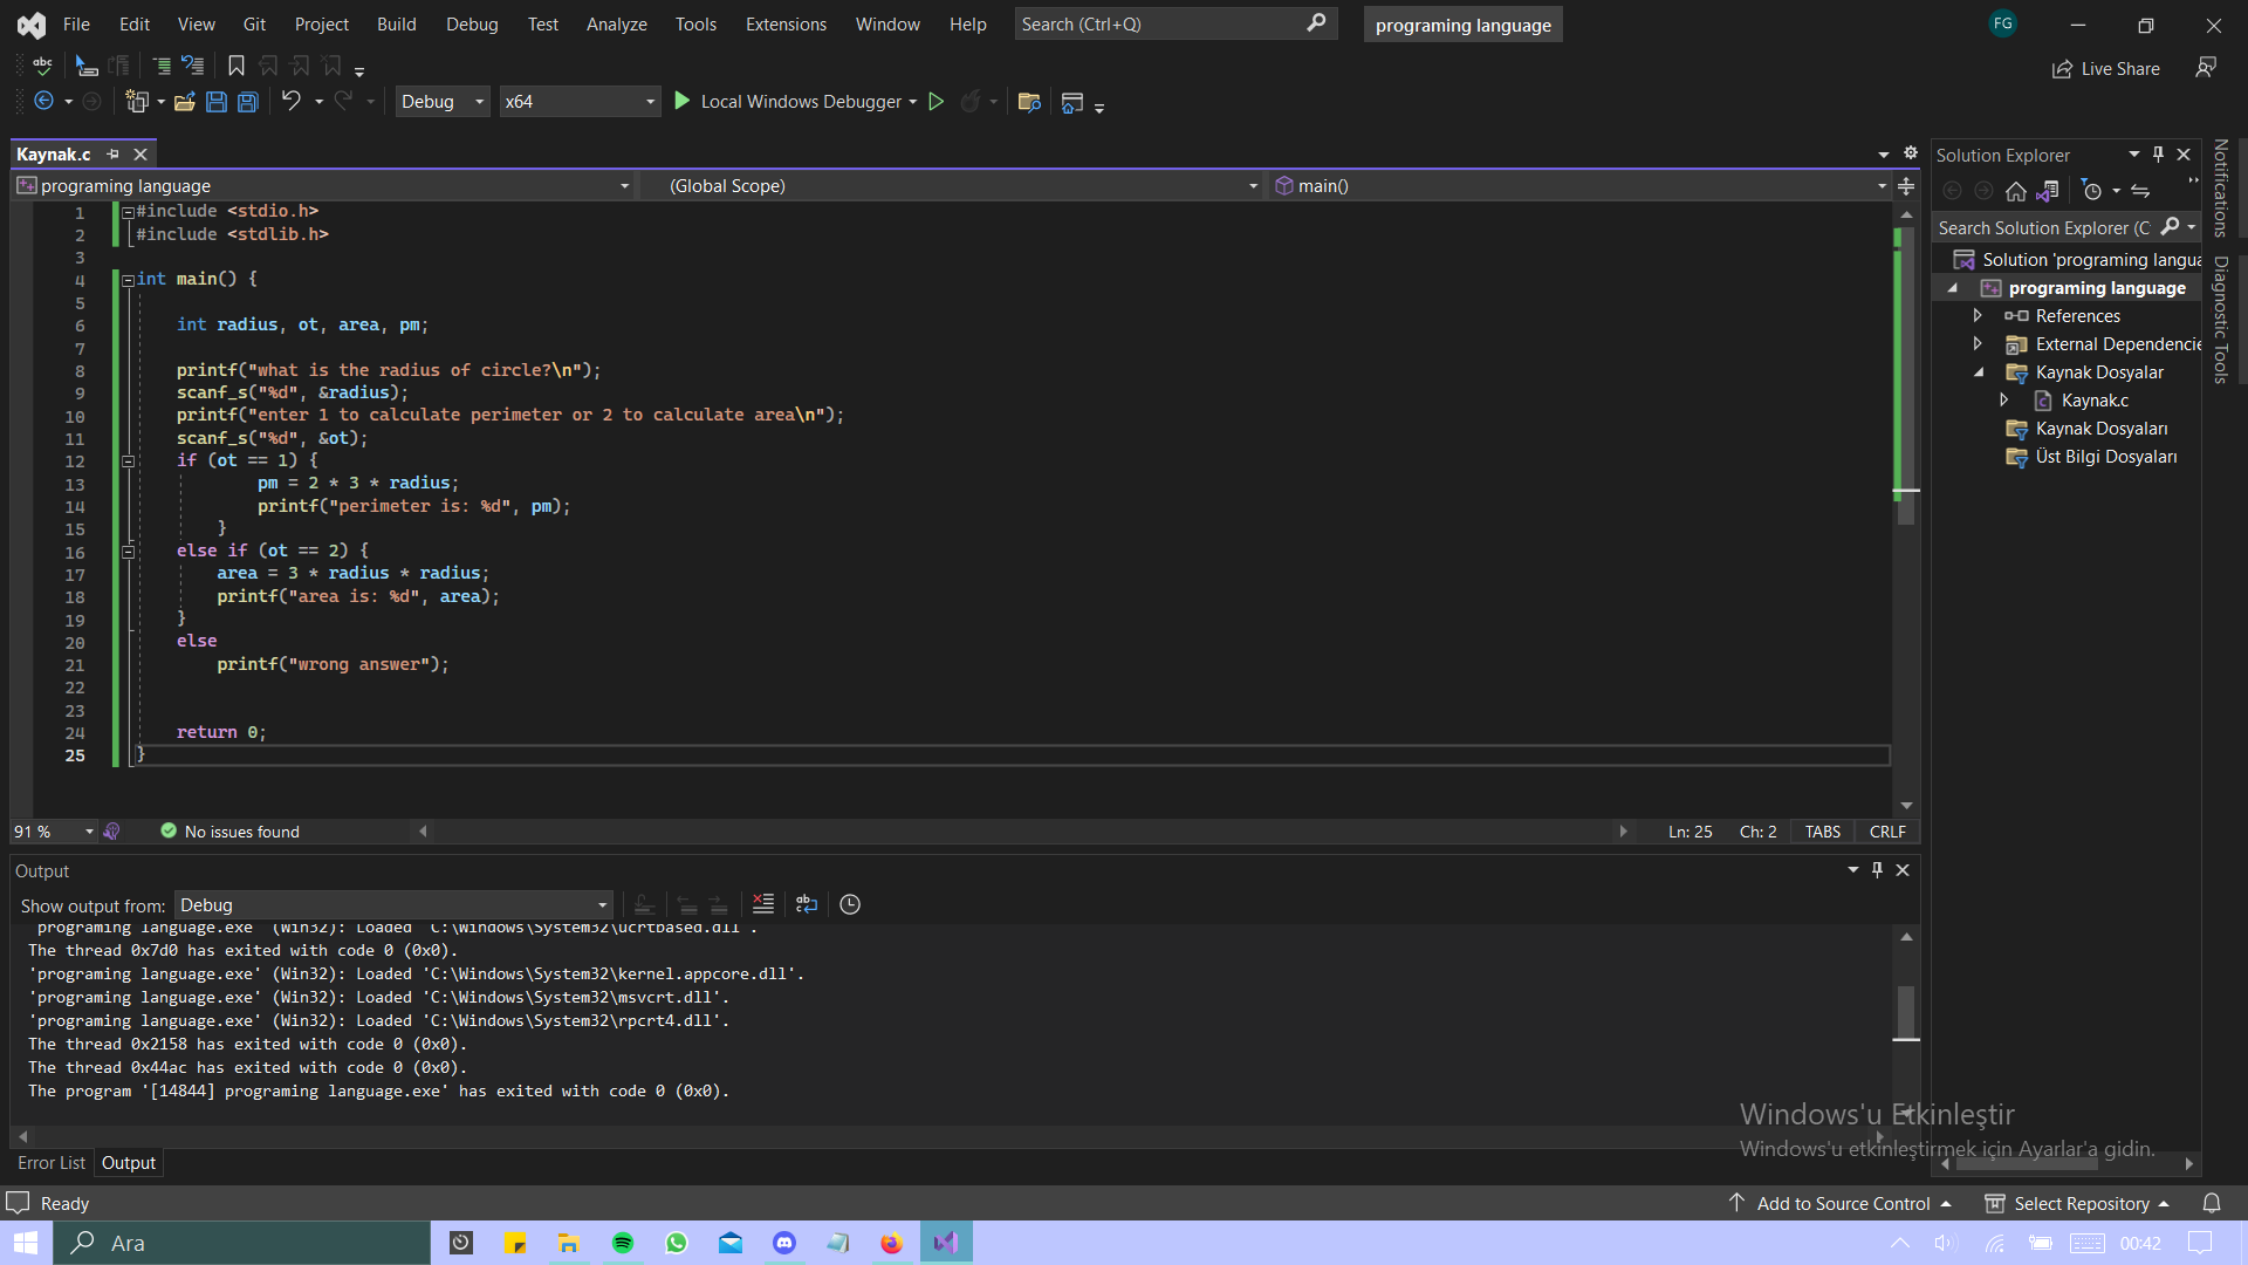 File Edit View Git Project Build Debug Test Analyze Tools Extensions Window Help Search (Ctrl+Q) programing language FG
abc Live Share
Debug x64 Local Windows Debugger
Kaynak.c
programing language (Global Scope) main()
1 #include <stdio.h>
2 #include <stdlib.h>
3
4 int main() {
5
6 int radius, ot, area, pm;
7
8 printf("what is the radius of circle?\n");
9 scanf_s("%d", &radius);
10 printf("enter 1 to calculate perimeter or 2 to calculate area\n");
11 scanf_s("%d", &ot);
12 if (ot == 1) {
13 pm = 2 * 3 * radius;
14 printf("perimeter is: %d", pm);
15 }
16 else if (ot == 2) {
17 area = 3 * radius * radius;
18 printf("area is: %d", area);
19 }
20 else
21 printf("wrong answer");
22
23
24 return 0;
25 }
91 % No issues found Ln: 25 Ch: 2 TABS CRLF
Output
Show output from: Debug
'programing language.exe' (Win32): Loaded 'C:\Windows\System32\ucrtbased.dll'.
The thread 0x7d0 has exited with code 0 (0x0).
'programing language.exe' (Win32): Loaded 'C:\Windows\System32\kernel.appcore.dll'.
'programing language.exe' (Win32): Loaded 'C:\Windows\System32\msvcrt.dll'.
'programing language.exe' (Win32): Loaded 'C:\Windows\System32\rpcrt4.dll'.
The thread 0x2158 has exited with code 0 (0x0).
The thread 0x44ac has exited with code 0 (0x0).
The program '[14844] programing language.exe' has exited with code 0 (0x0).
Error List Output
Solution Explorer
Search Solution Explorer (C
Solution 'programing langua
programing language
References
External Dependencie
Kaynak Dosyalar
Kaynak.c
Kaynak Dosyaları
Üst Bilgi Dosyaları
Notifications
Diagnostic Tools
Windows'u Etkinleştir
Windows'u etkinleştirmek için Ayarlar'a gidin.
Ready Add to Source Control Select Repository
Ara 00:42